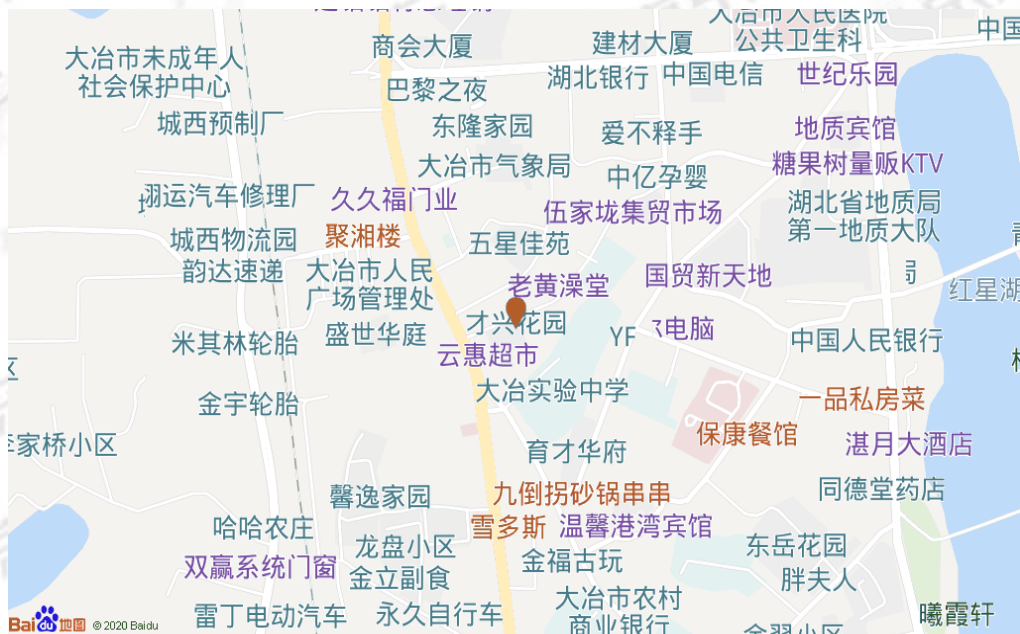 大冶市人民医院
公共卫生科
中国
商会大厦
建材大厦
大冶市未成年人
社会保护中心
湖北银行
中国电信
世纪乐园
巴黎之夜
城西预制厂
东隆家园
爱不释手
地质宾馆
大冶市气象局
糖果树量贩KTV
中亿孕婴
翔运汽车修理厂
久久福门业
伍家垅集贸市场
湖北省地质局
第一地质大队
城西物流园
聚湘楼
五星佳苑
韵达速递
大冶市人民
广场管理处
老黄澡堂
国贸新天地
局
红星湖
才兴花园
盛世华庭
YF
电脑
米其林轮胎
中国人民银行
云惠超市
区
大冶实验中学
金宇轮胎
一品私房菜
保康餐馆
李家桥小区
湛月大酒店
育才华府
馨逸家园
九倒拐砂锅串串
同德堂药店
哈哈农庄
雪多斯
温馨港湾宾馆
龙盘小区
东岳花园
双赢系统门窗
金立副食
金福古玩
胖夫人
大冶市农村
商业银行
雷丁电动汽车
永久自行车
曦霞轩
Bai du 地图
© 2020 Baidu